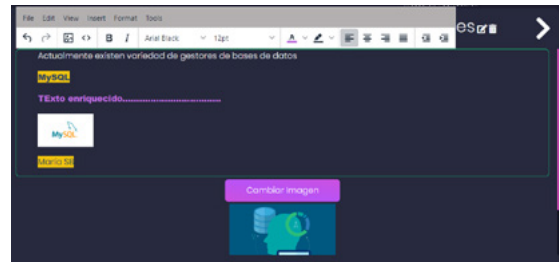 File Edit View Insert Format Tools
B I Arial Black 12pt A
es
Actualmente existen variedad de gestores de bases de datos
MySQL
TExto enriquecido.......................................
MySQL
Maria
Cambiar imagen